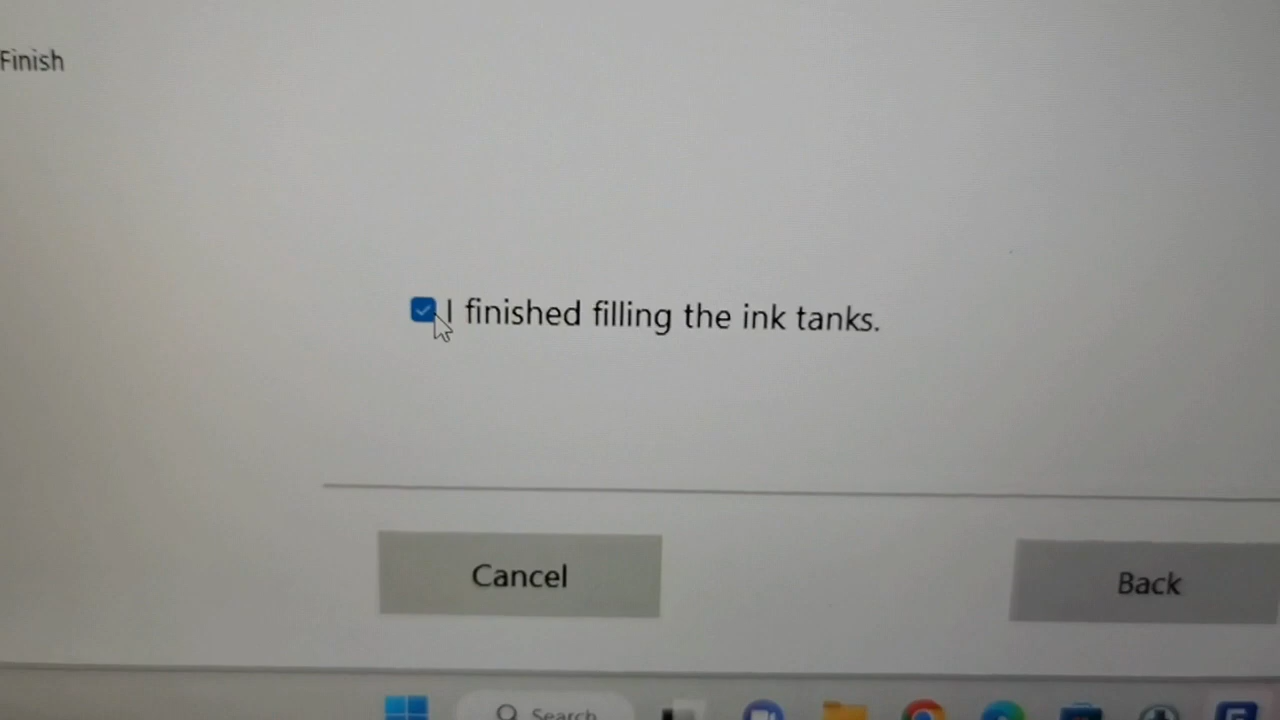 Finish
I finished filling the ink tanks.
Cancel
Back
Search